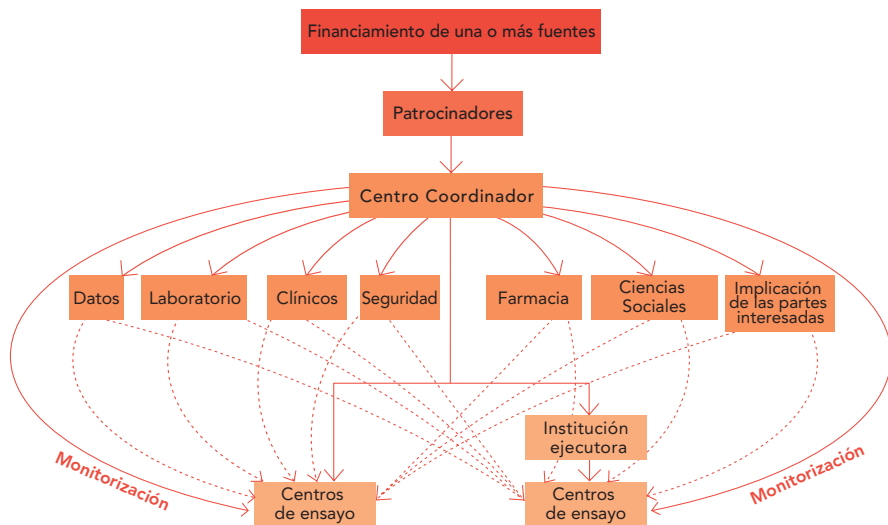 Financiamiento de una o más fuentes
Patrocinadores
Centro Coordinador
Datos
Laboratorio
Clínicos
Seguridad
Farmacia
Ciencias
Sociales
Implicación
de las partes
interesadas
Institución
ejecutora
Monitorización
Monitorización
Centros
de ensayo
Centros
de ensayo